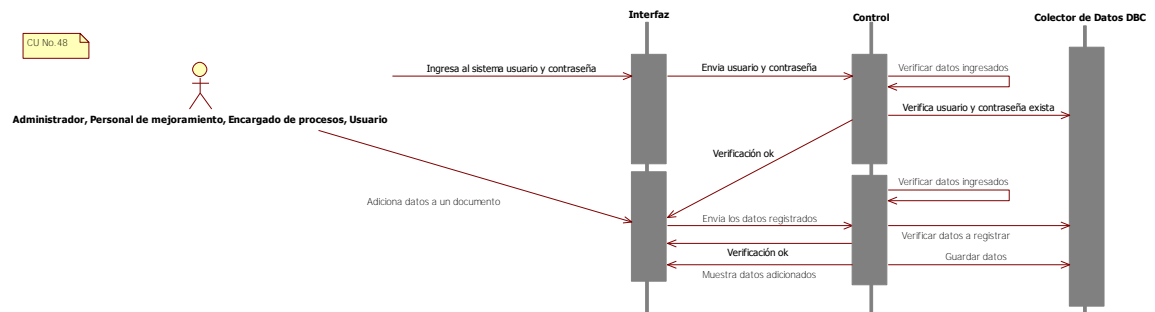 Interfaz
Control
Colector de Datos DBC
CU No.48
Ingresa al sistema usuario y contraseña
Envia usuario y contraseña
Verificar datos ingresados
Verifica usuario y contraseña exista
Administrador, Personal de mejoramiento, Encargado de procesos, Usuario
Verificación ok
Verificar datos ingresados
Adiciona datos a un documento
Envia los datos registrados
Verificar datos a registrar
Verificación ok
Guardar datos
Muestra datos adicionados